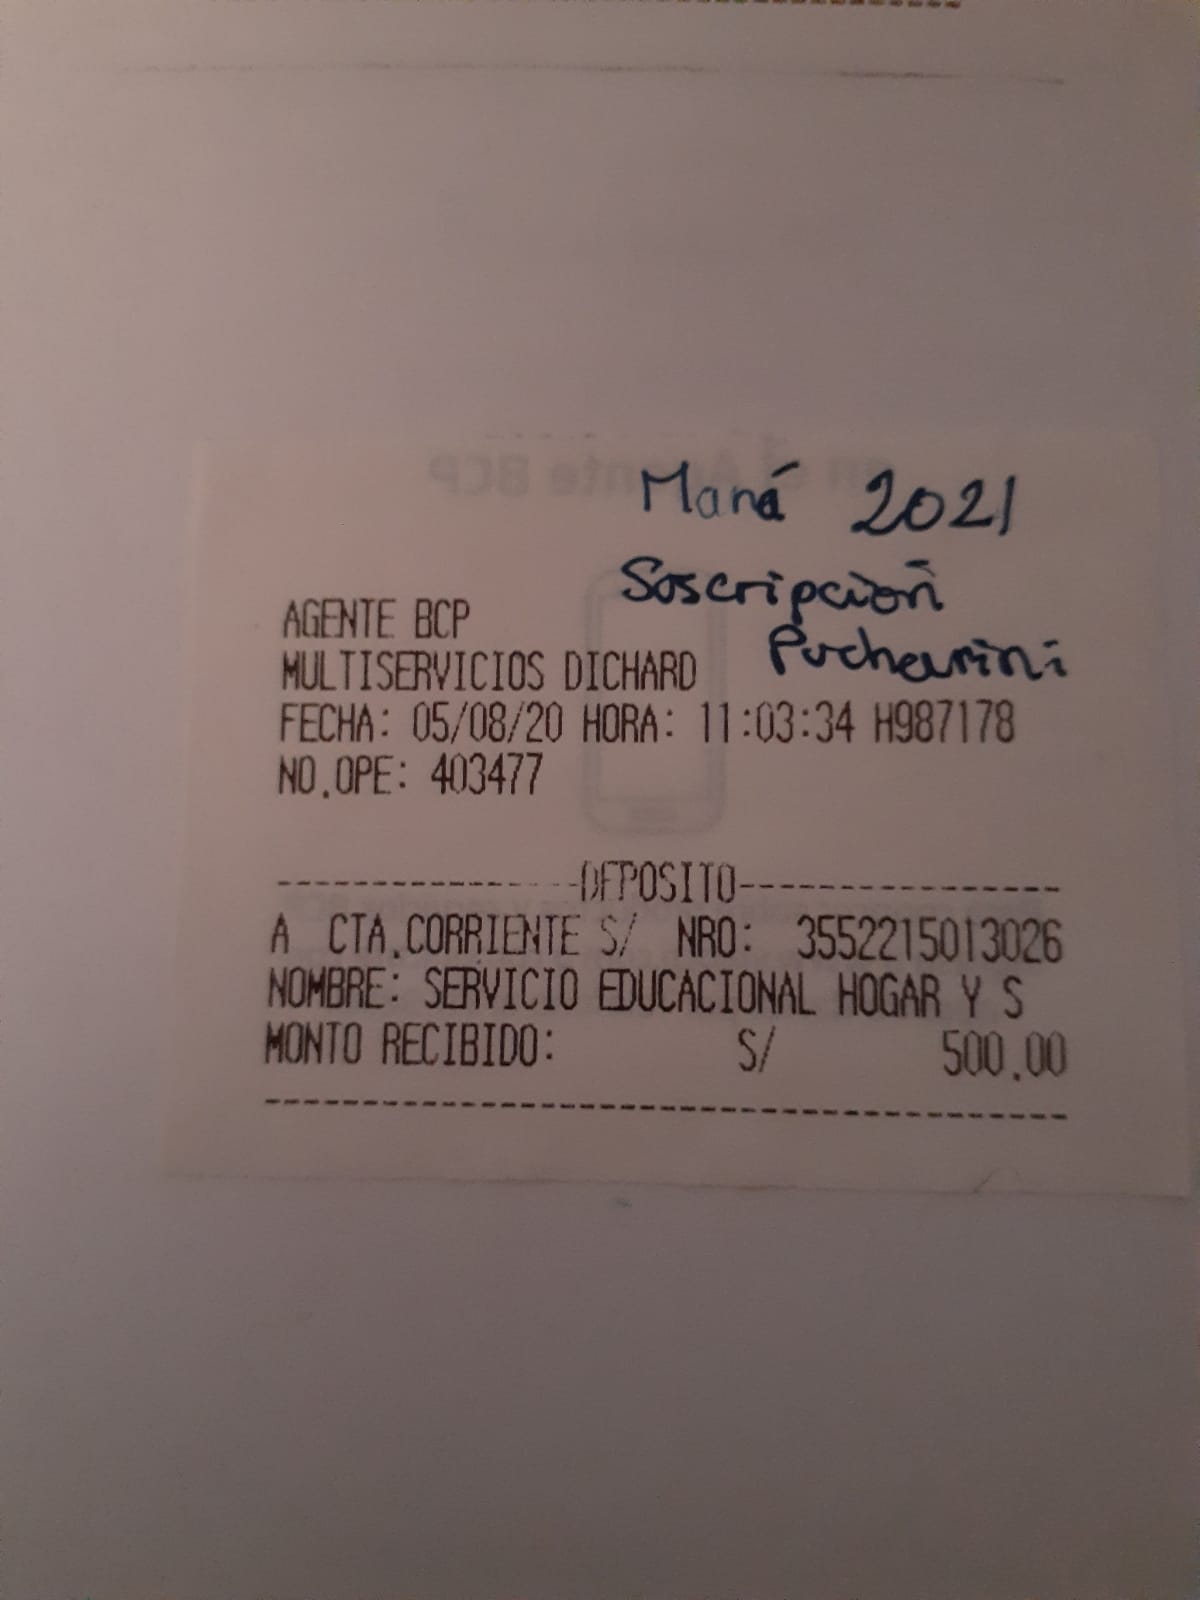 Maná 2021
Soscripción
Pucharini
AGENTE BCP
MULTISERVICIOS DICHARD
FECHA: 05/08/20 HORA: 11:03:34 H987178
NO.OPE: 403477
-----------------DEPOSITO-----------------
A CTA.CORRIENTE S/ NRO: 3552215013026
NOMBRE: SERVICIO EDUCACIONAL HOGAR Y S
MONTO RECIBIDO: S/ 500.00